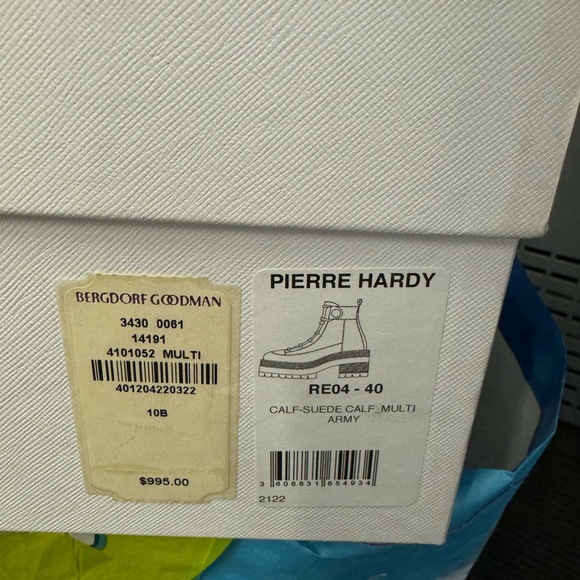 BERGDORF GOODMAN
3430 0061
14191
4101052 MULTI
401204220322
10B
$995.00
PIERRE HARDY
RE04 - 40
CALF-SUEDE CALF_MULTI
ARMY
3 608831 654934
2122